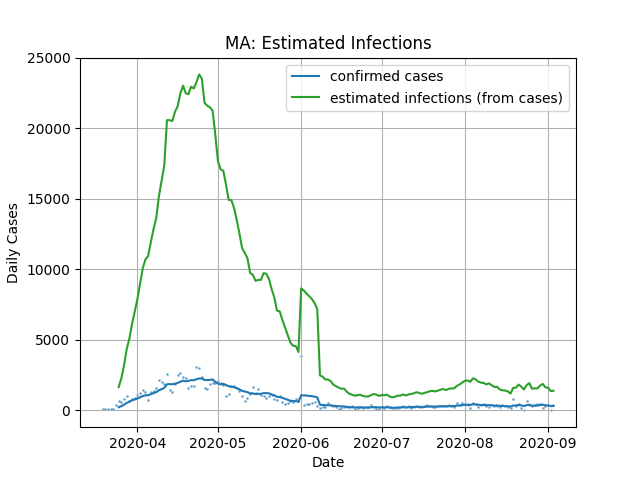 MA: Estimated Infections
confirmed cases
estimated infections (from cases)
Daily Cases
25000
20000
15000
10000
5000
0
2020-04 2020-05 2020-06 2020-07 2020-08 2020-09
Date